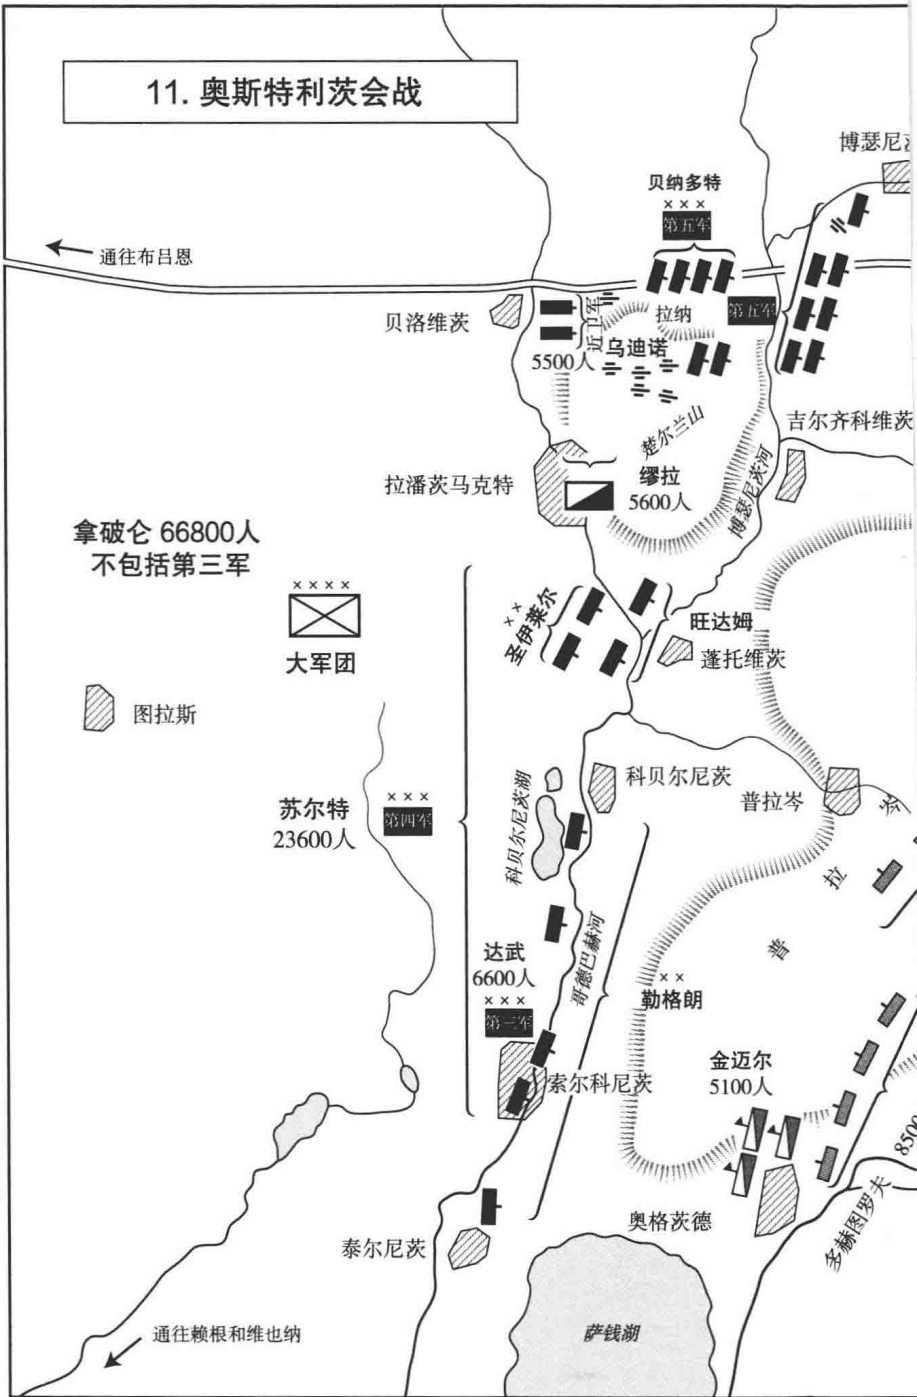 11. 奥斯特利茨会战
博瑟尼
贝纳多特
×××
第五军
通往布吕恩
贝洛维茨
近卫军
5500人
拉纳
第五军
乌迪诺
楚尔兰山
吉尔齐科维茨
拉潘茨马克特
缪拉
5600人
博瑟尼茨河
拿破仑 66800人
不包括第三军
××××
大军团
××
圣伊莱尔
旺达姆
蓬托维茨
图拉斯
科贝尔尼茨湖
科贝尔尼茨
普拉岑
苏尔特
23600人
×××
第四军
普拉岑
达武
6600人
×××
第三军
哥德巴赫河
××
勒格朗
索尔科尼茨
金迈尔
5100人
8500
多赫图罗夫
奥格茨德
泰尔尼茨
萨钱湖
通往赖根和维也纳